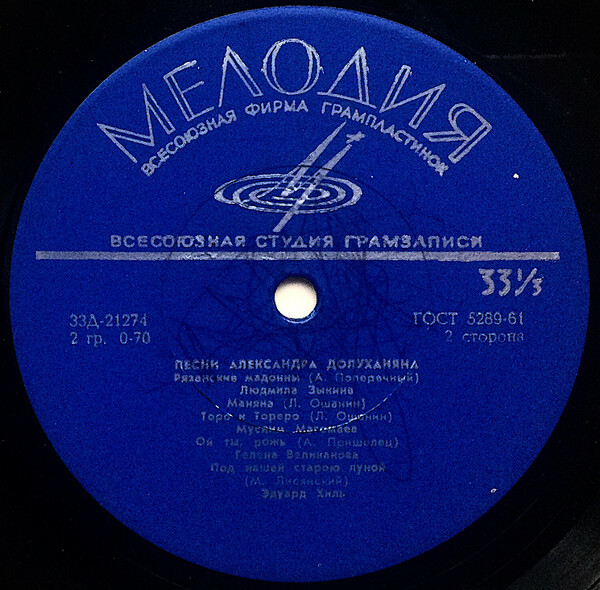 МЕЛОДИЯ
ВСЕСОЮЗНАЯ ФИРМА ГРАМПЛАСТИНОК
ВСЕСОЮЗНАЯ СТУДИЯ ГРАМЗАПИСИ
33⅓
33Д-21274
ГОСТ 5289-61
2 гр. 0-70
2 сторона
ПЕСНИ АЛЕКСАНДРА ДОЛУХАНЯНА
Рязанские мадонны (А. Поперечный)
Людмила Зыкина
Маняна (Л. Ошанин)
Торо и Тореро (Л. Ошанин)
Муслим Магомаев
Ой ты, рожь (А. Пришелец)
Гелена Великанова
Под нашей старою луной
(М. Лисянский)
Эдуард Хиль